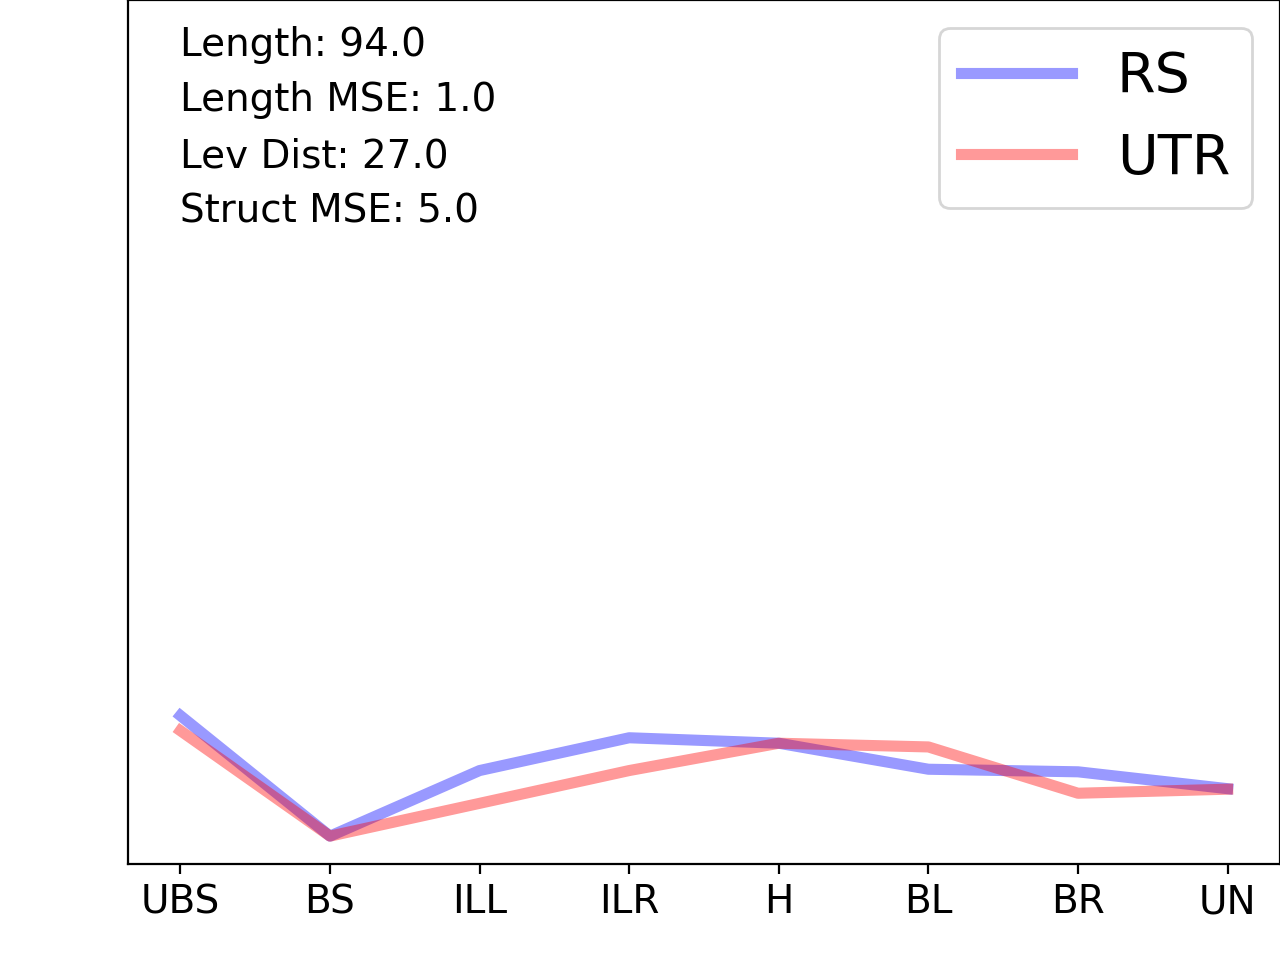 Length: 94.0
Length MSE: 1.0
Lev Dist: 27.0
Struct MSE: 5.0
RS
UTR
UBS BS ILL ILR H BL BR UN